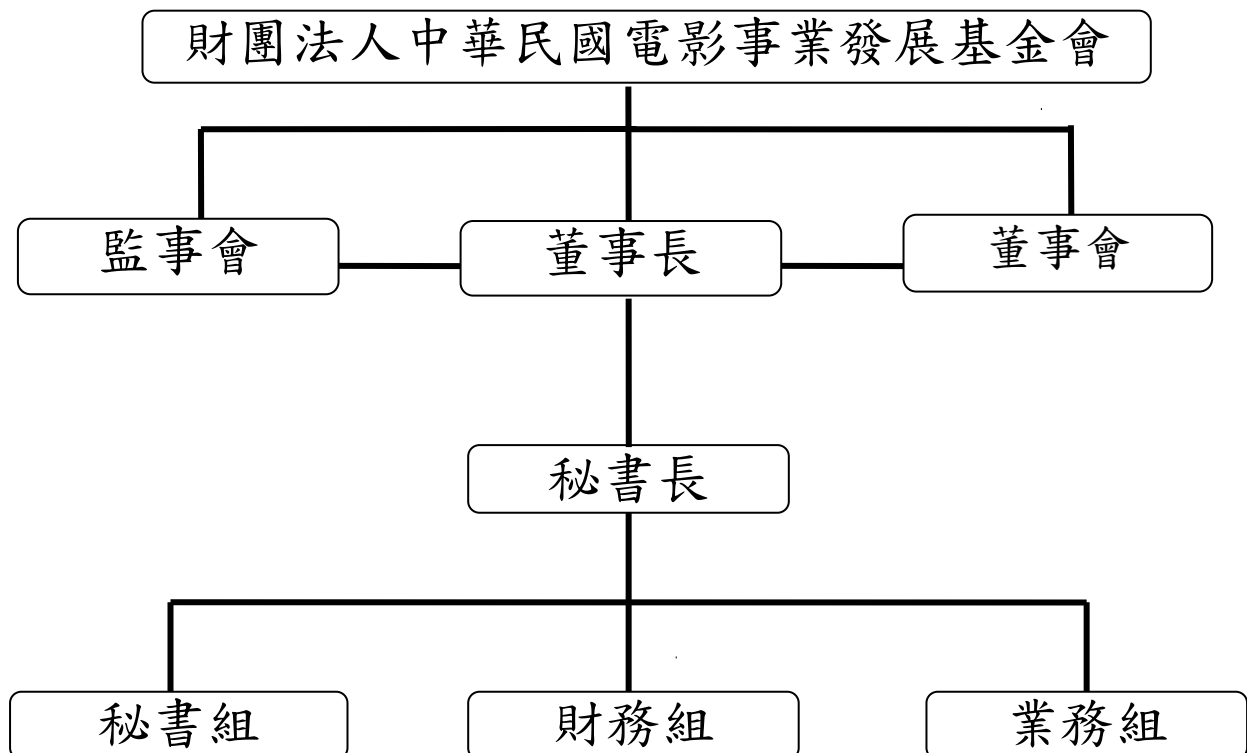 財團法人中華民國電影事業發展基金會
監事會
董事長
董事會
秘書長
秘書組
財務組
業務組